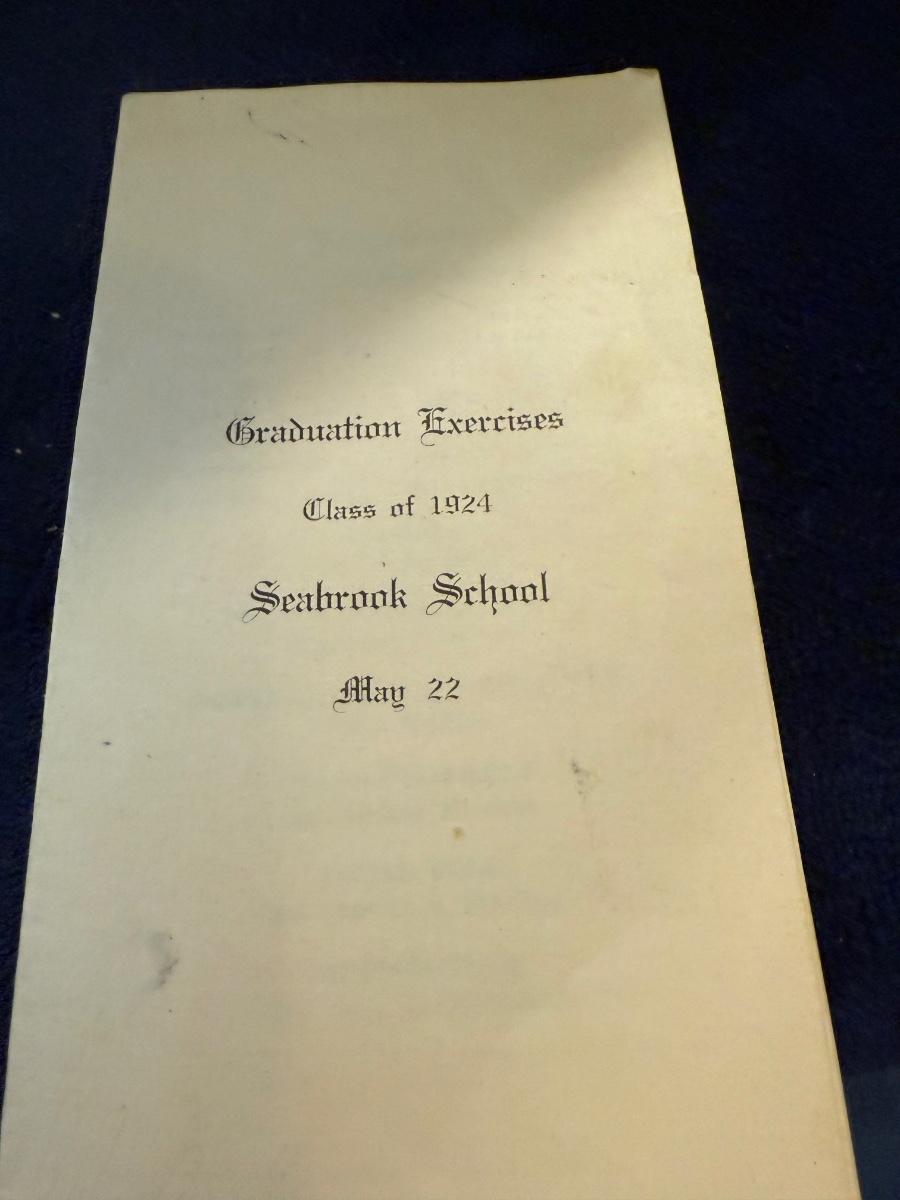 Graduation Exercises
Class of 1924
Seabrook School
May 22